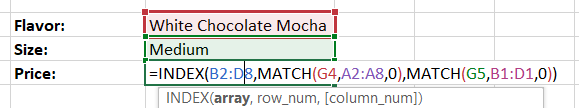 Flavor: White Chocolate Mocha
Size: Medium
Price: =INDEX(B2:D8,MATCH(G4,A2:A8,0),MATCH(G5,B1:D1,0))
INDEX(array, row_num, [column_num])